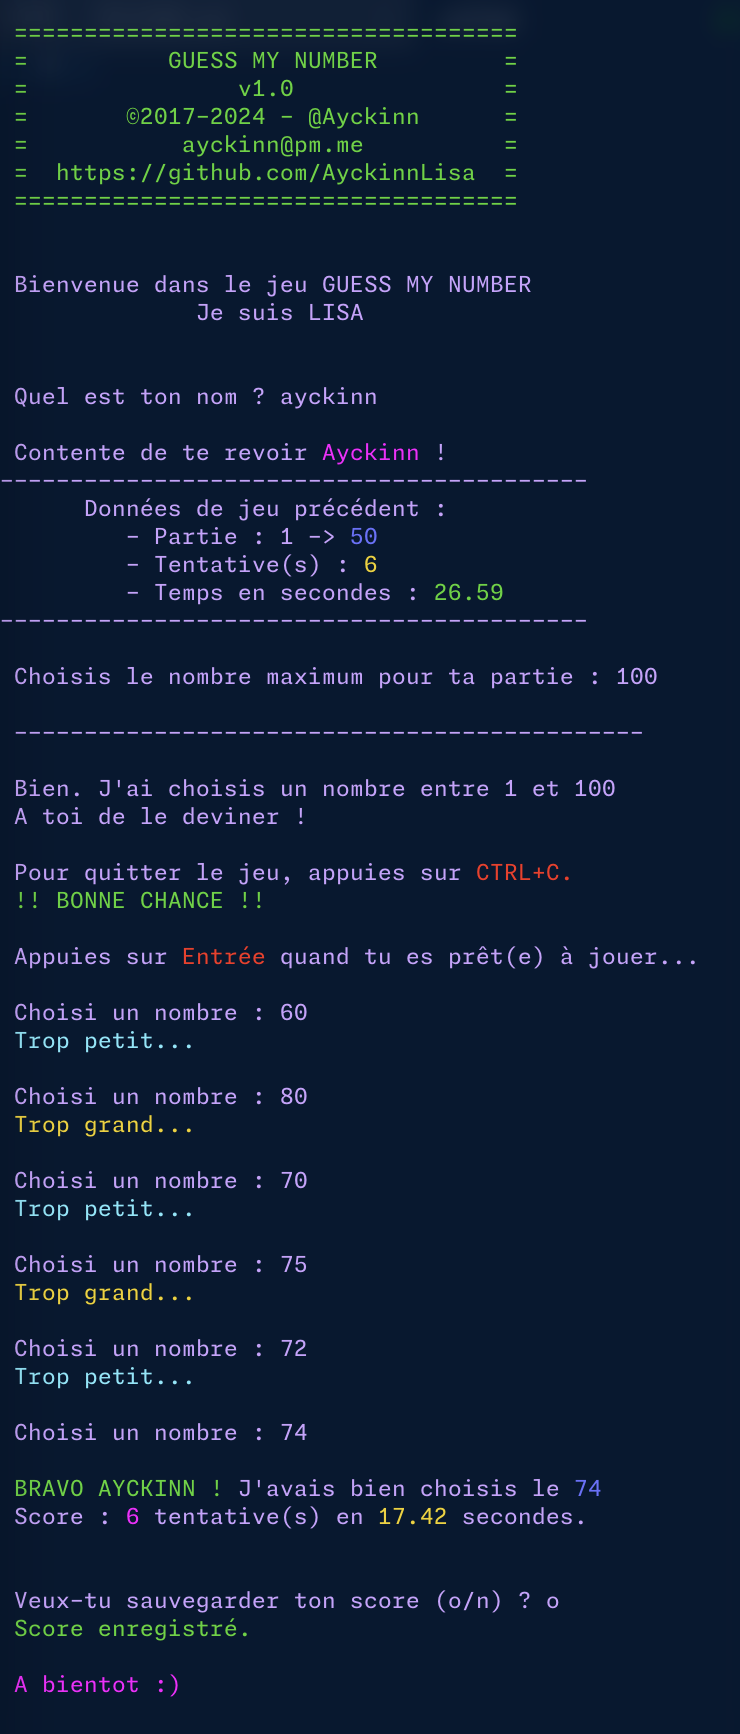 ====================================
= GUESS MY NUMBER =
= v1.0 =
= ©2017-2024 - @Ayckinn =
= ayckinn@pm.me =
= https://github.com/AyckinnLisa =
====================================
Bienvenue dans le jeu GUESS MY NUMBER
Je suis LISA
Quel est ton nom ? ayckinn
Contente de te revoir Ayckinn !
------------------------------------------
Données de jeu précédent :
- Partie : 1 -> 50
- Tentative(s) : 6
- Temps en secondes : 26.59
------------------------------------------
Choisis le nombre maximum pour ta partie : 100
---------------------------------------------
Bien. J'ai choisis un nombre entre 1 et 100
A toi de le deviner !
Pour quitter le jeu, appuies sur CTRL+C.
!! BONNE CHANCE !!
Appuies sur Entrée quand tu es prêt(e) à jouer...
Choisi un nombre : 60
Trop petit...
Choisi un nombre : 80
Trop grand...
Choisi un nombre : 70
Trop petit...
Choisi un nombre : 75
Trop grand...
Choisi un nombre : 72
Trop petit...
Choisi un nombre : 74
BRAVO AYCKINN ! J'avais bien choisis le 74
Score : 6 tentative(s) en 17.42 secondes.
Veux-tu sauvegarder ton score (o/n) ? o
Score enregistré.
A bientot :)